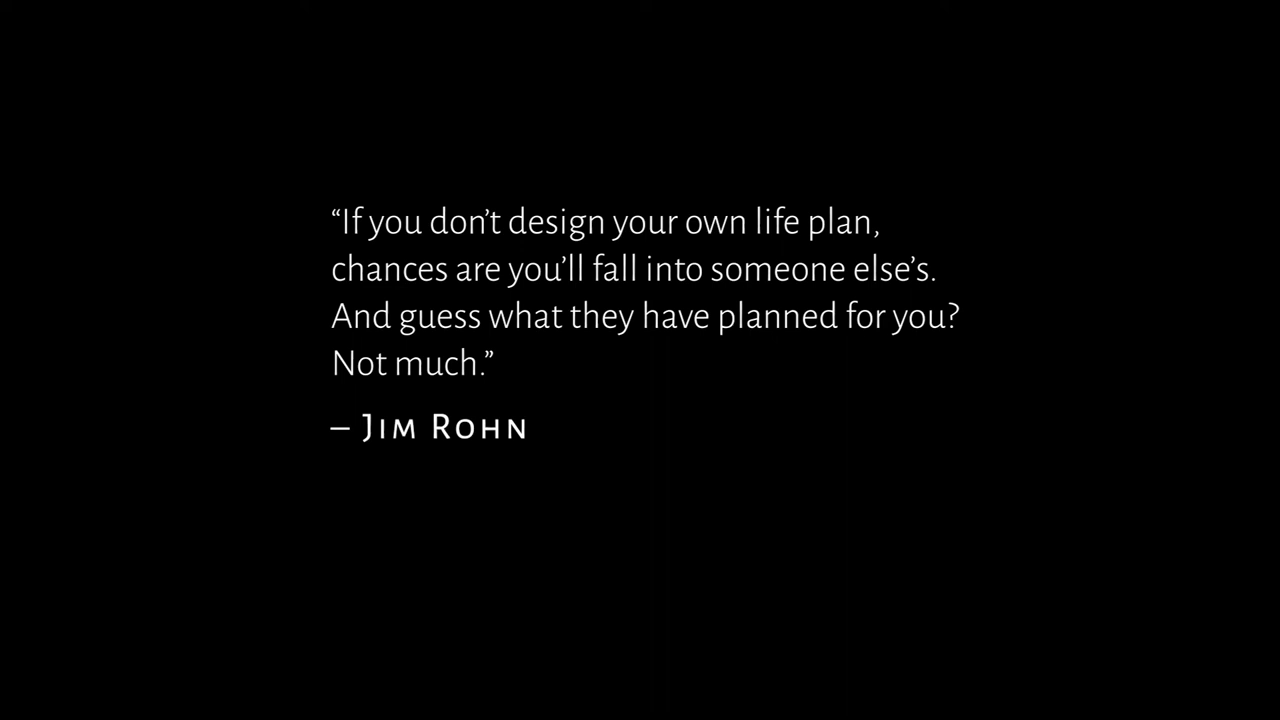 “If you don’t design your own life plan,
chances are you’ll fall into someone else’s.
And guess what they have planned for you?
Not much.”
– Jim Rohn